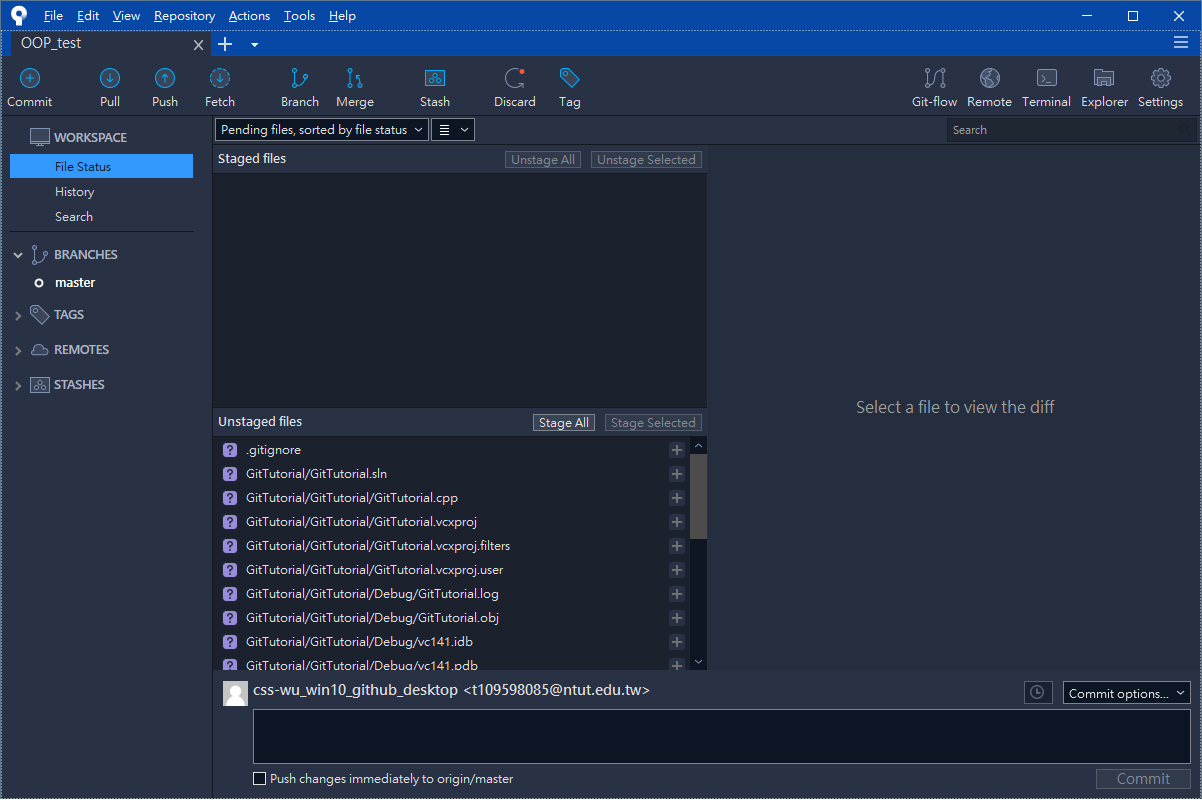 File Edit View Repository Actions Tools Help
OOP_test
Commit Pull Push Fetch Branch Merge Stash Discard Tag Git-flow Remote Terminal Explorer Settings
WORKSPACE
File Status
History
Search
BRANCHES
master
TAGS
REMOTES
STASHES
Pending files, sorted by file status
Search
Staged files Unstage All Unstage Selected
Select a file to view the diff
Unstaged files Stage All Stage Selected
.gitignore
GitTutorial/GitTutorial.sln
GitTutorial/GitTutorial/GitTutorial.cpp
GitTutorial/GitTutorial/GitTutorial.vcxproj
GitTutorial/GitTutorial/GitTutorial.vcxproj.filters
GitTutorial/GitTutorial/GitTutorial.vcxproj.user
GitTutorial/GitTutorial/Debug/GitTutorial.log
GitTutorial/GitTutorial/Debug/GitTutorial.obj
GitTutorial/GitTutorial/Debug/vc141.idb
GitTutorial/GitTutorial/Debug/vc141.pdb
css-wu_win10_github_desktop <t109598085@ntut.edu.tw>
Commit options...
Push changes immediately to origin/master
Commit